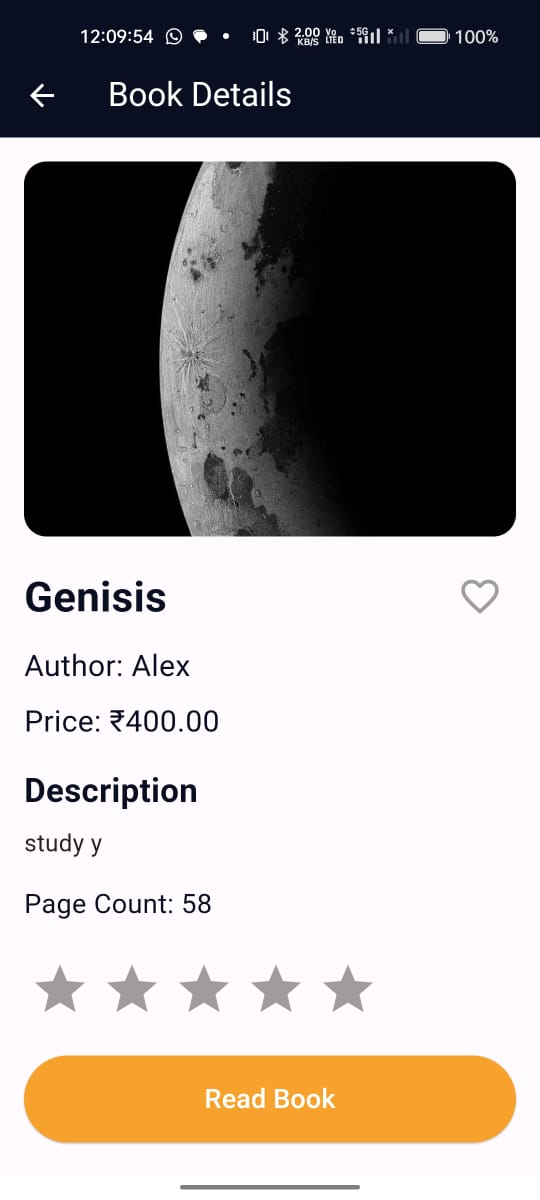 12:09:54 2.00 KB/S Vo LTED 5G 100%
Book Details
Genisis
Author: Alex
Price: ₹400.00
Description
study y
Page Count: 58
Read Book